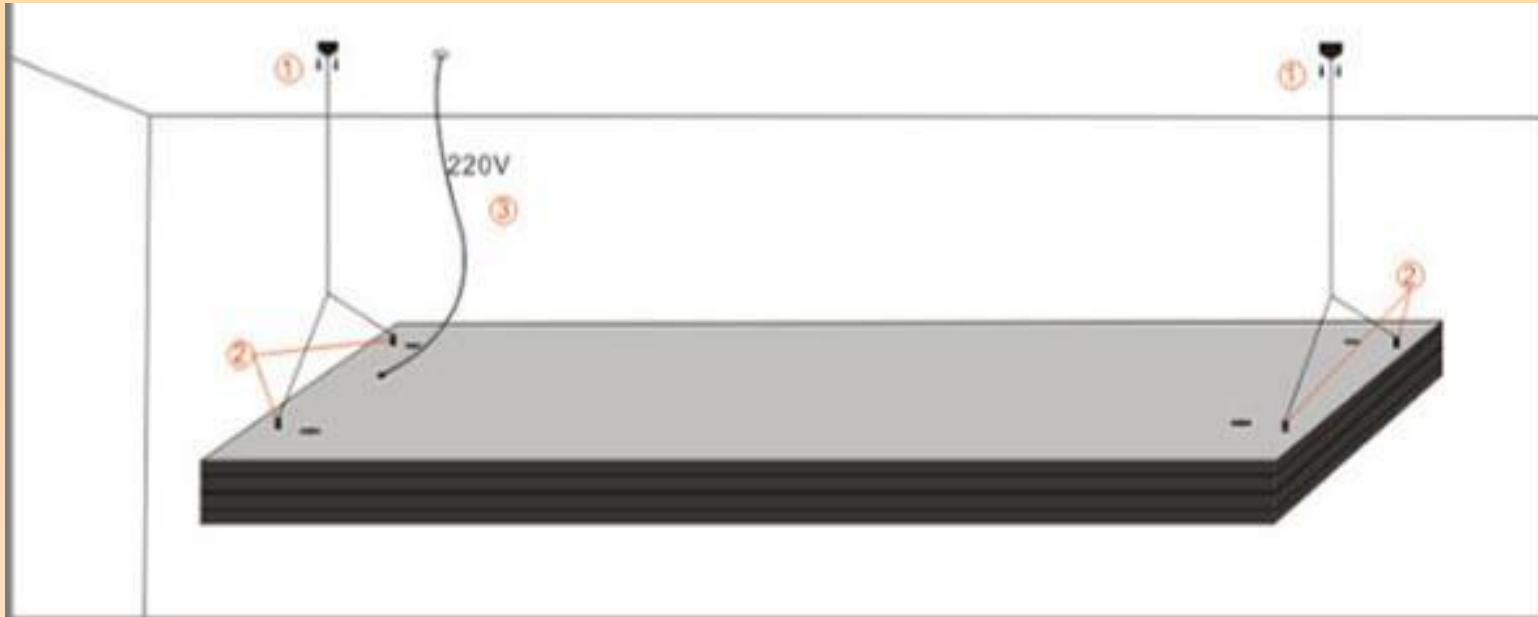 ① ①
220V
③
②
②